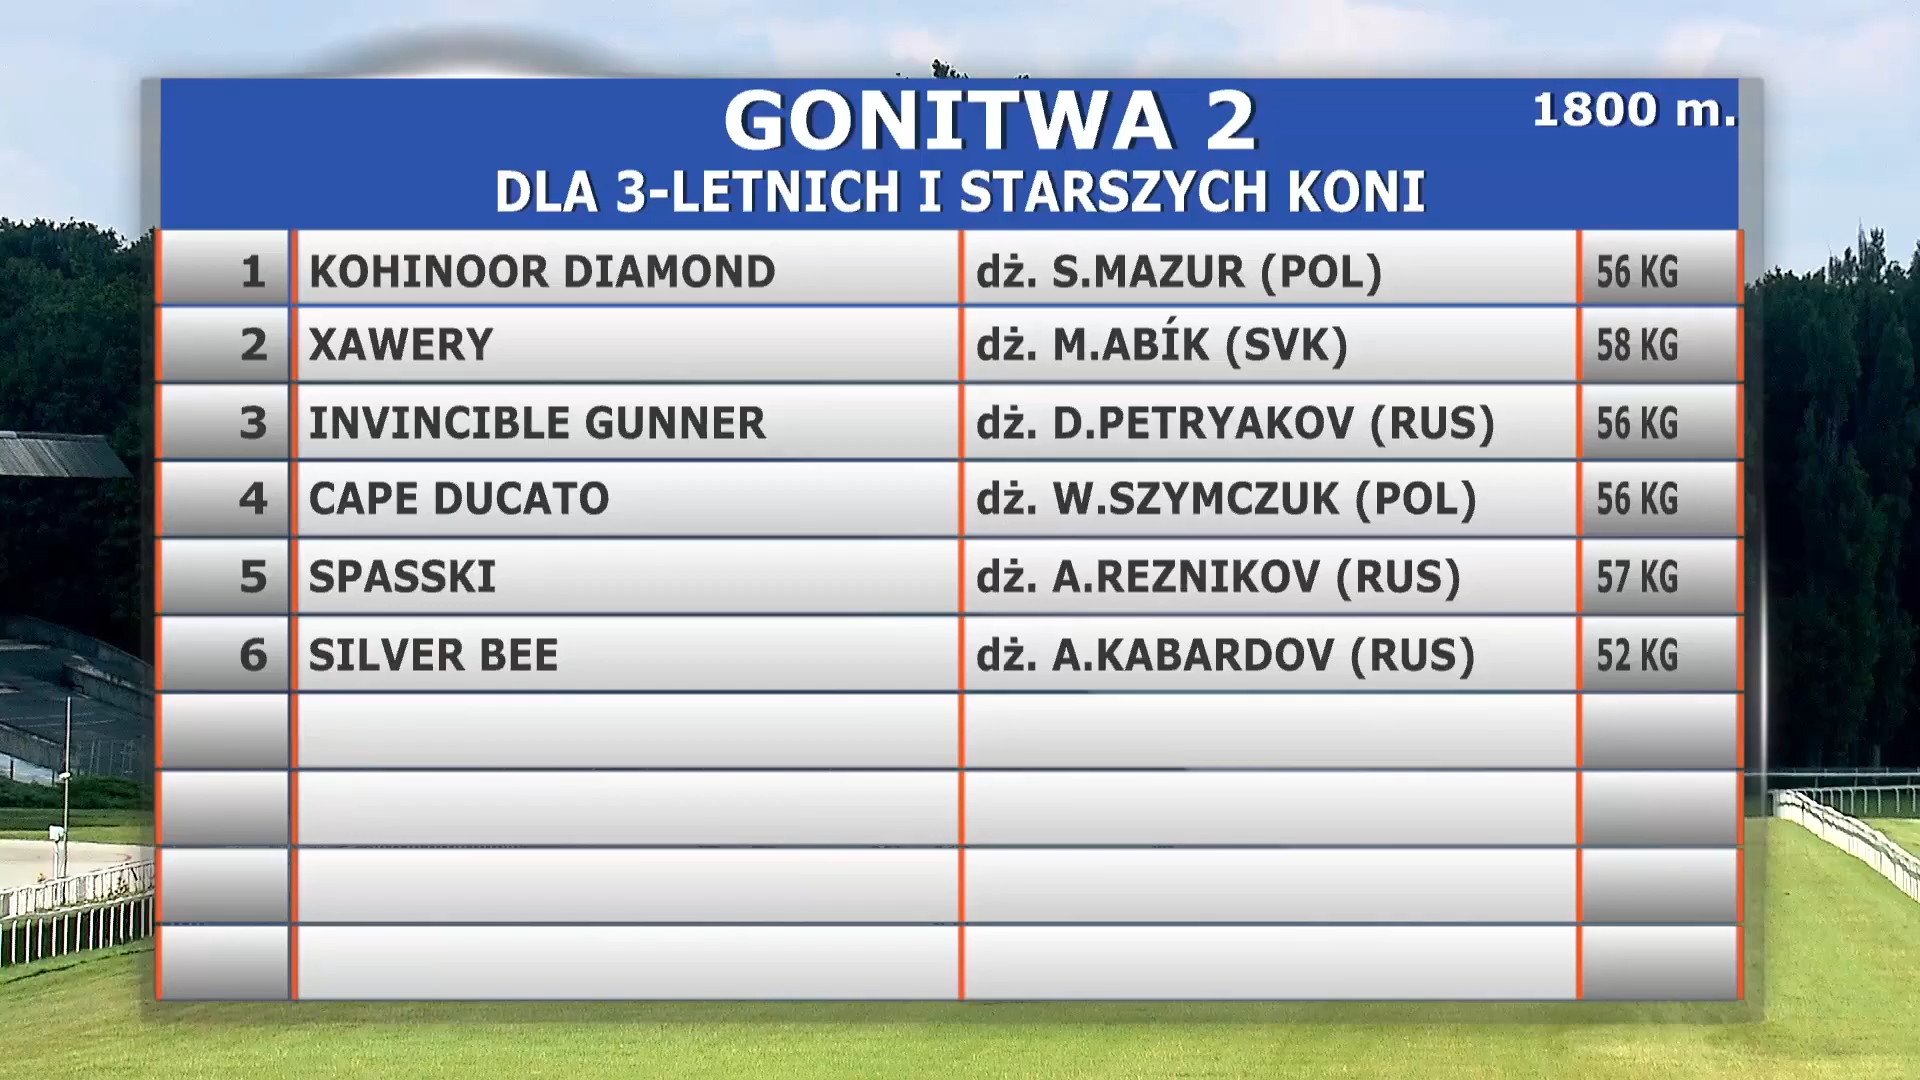 GONITWA 2
1800 m.
DLA 3-LETNICH I STARSZYCH KONI
1 KOHINOOR DIAMOND dż. S.MAZUR (POL) 56 KG
2 XAWERY dż. M.ABÍK (SVK) 58 KG
3 INVINCIBLE GUNNER dż. D.PETRYAKOV (RUS) 56 KG
4 CAPE DUCATO dż. W.SZYMCZUK (POL) 56 KG
5 SPASSKI dż. A.REZNIKOV (RUS) 57 KG
6 SILVER BEE dż. A.KABARDOV (RUS) 52 KG